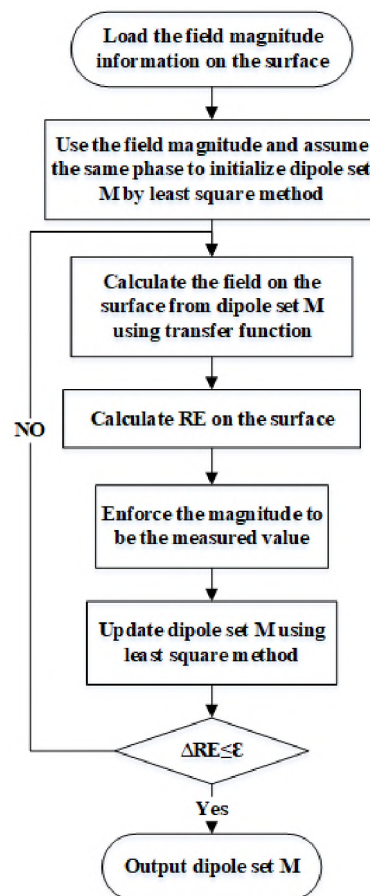 Load the field magnitude
information on the surface
Use the field magnitude and assume
the same phase to initialize dipole set
M by least square method
Calculate the field on the
surface from dipole set M
using transfer function
NO
Calculate RE on the surface
Enforce the magnitude to
be the measured value
Update dipole set M using
least square method
ΔRE≤Ɛ
Yes
Output dipole set M